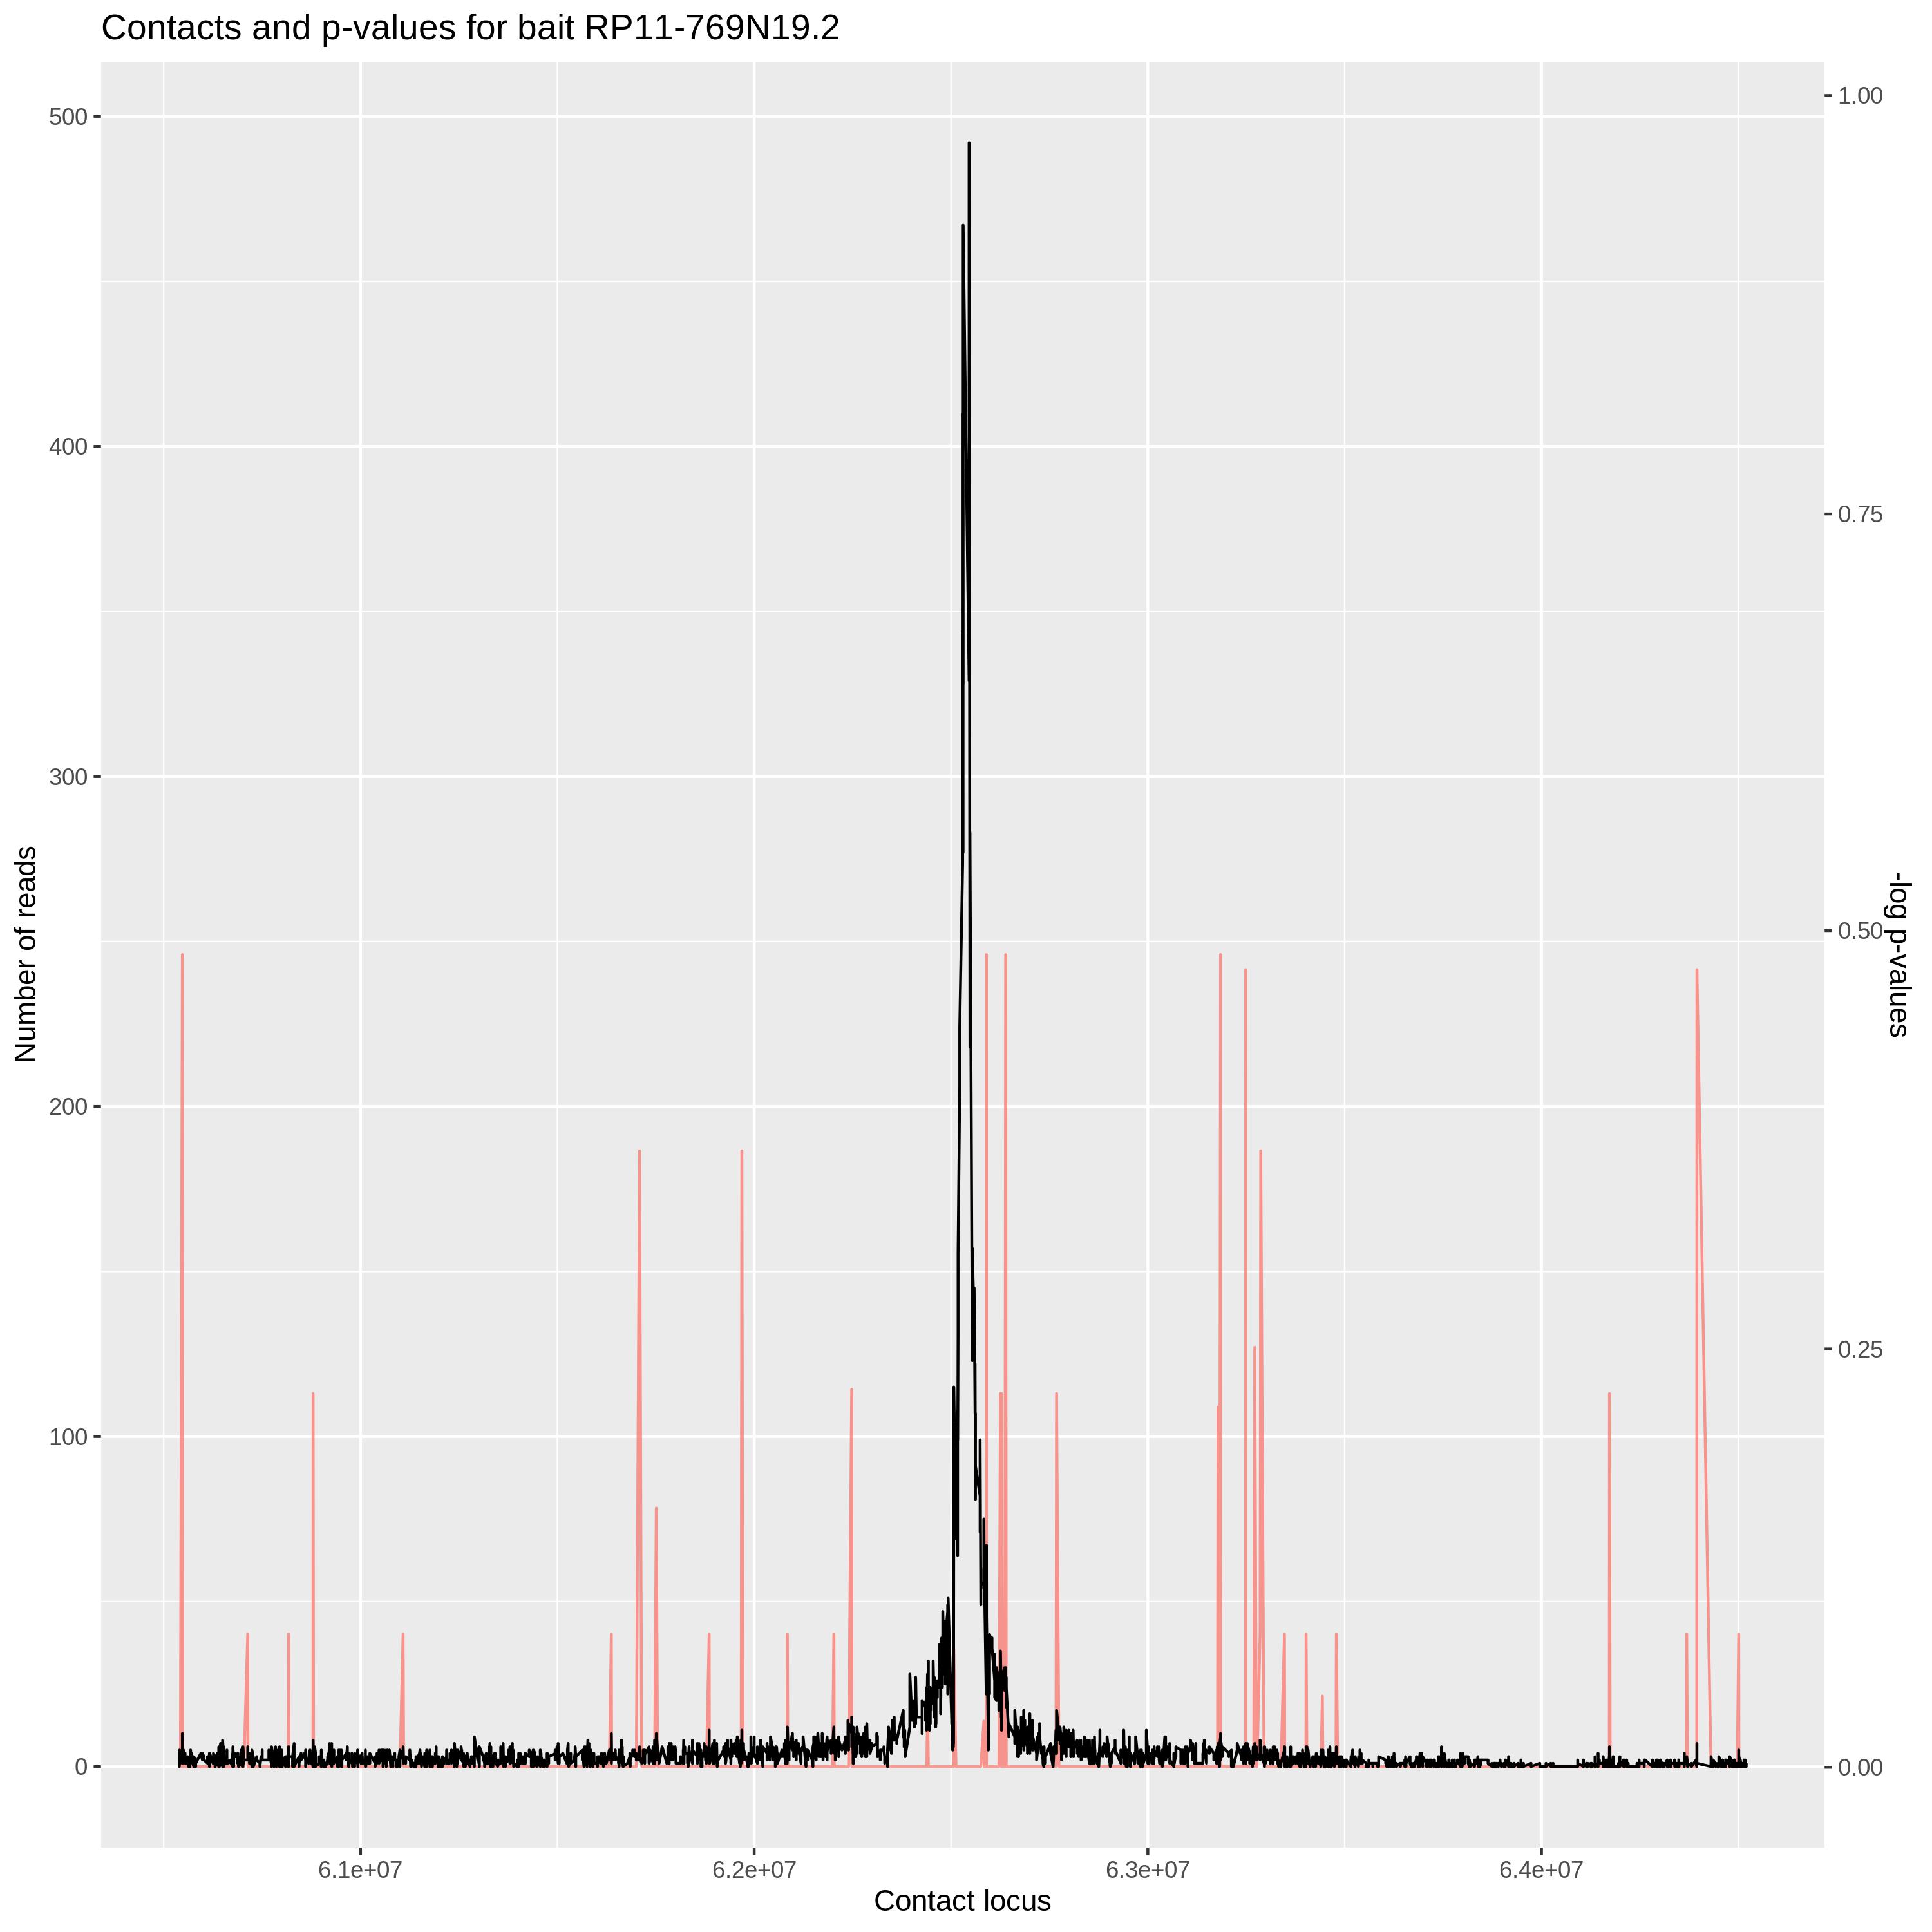 Contacts and p-values for bait RP11-769N19.2
500
400
300
200
100
0
Number of reads
1.00
0.75
0.50
0.25
0.00
-log p-values
6.1e+07
6.2e+07
6.3e+07
6.4e+07
Contact locus